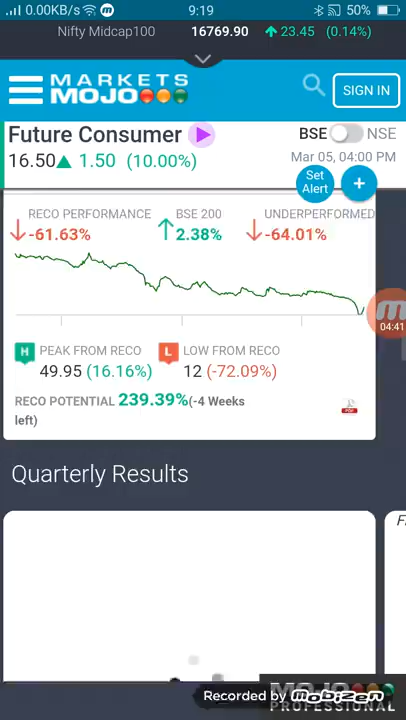 0.00KB/s 9:19 50%
Nifty Midcap100 16769.90 23.45 (0.14%)
MARKETS
MOJO
SIGN IN
Future Consumer BSE NSE
16.50 1.50 (10.00%) Mar 05, 04:00 PM
Set
Alert +
RECO PERFORMANCE BSE 200 UNDERPERFORMED
-61.63% 2.38% -64.01%
04:41
H PEAK FROM RECO L LOW FROM RECO
49.95 (16.16%) 12 (-72.09%)
RECO POTENTIAL 239.39%(-4 Weeks
left)
PDF
Quarterly Results
Recorded by MOBIZEN
PROFESSIONAL